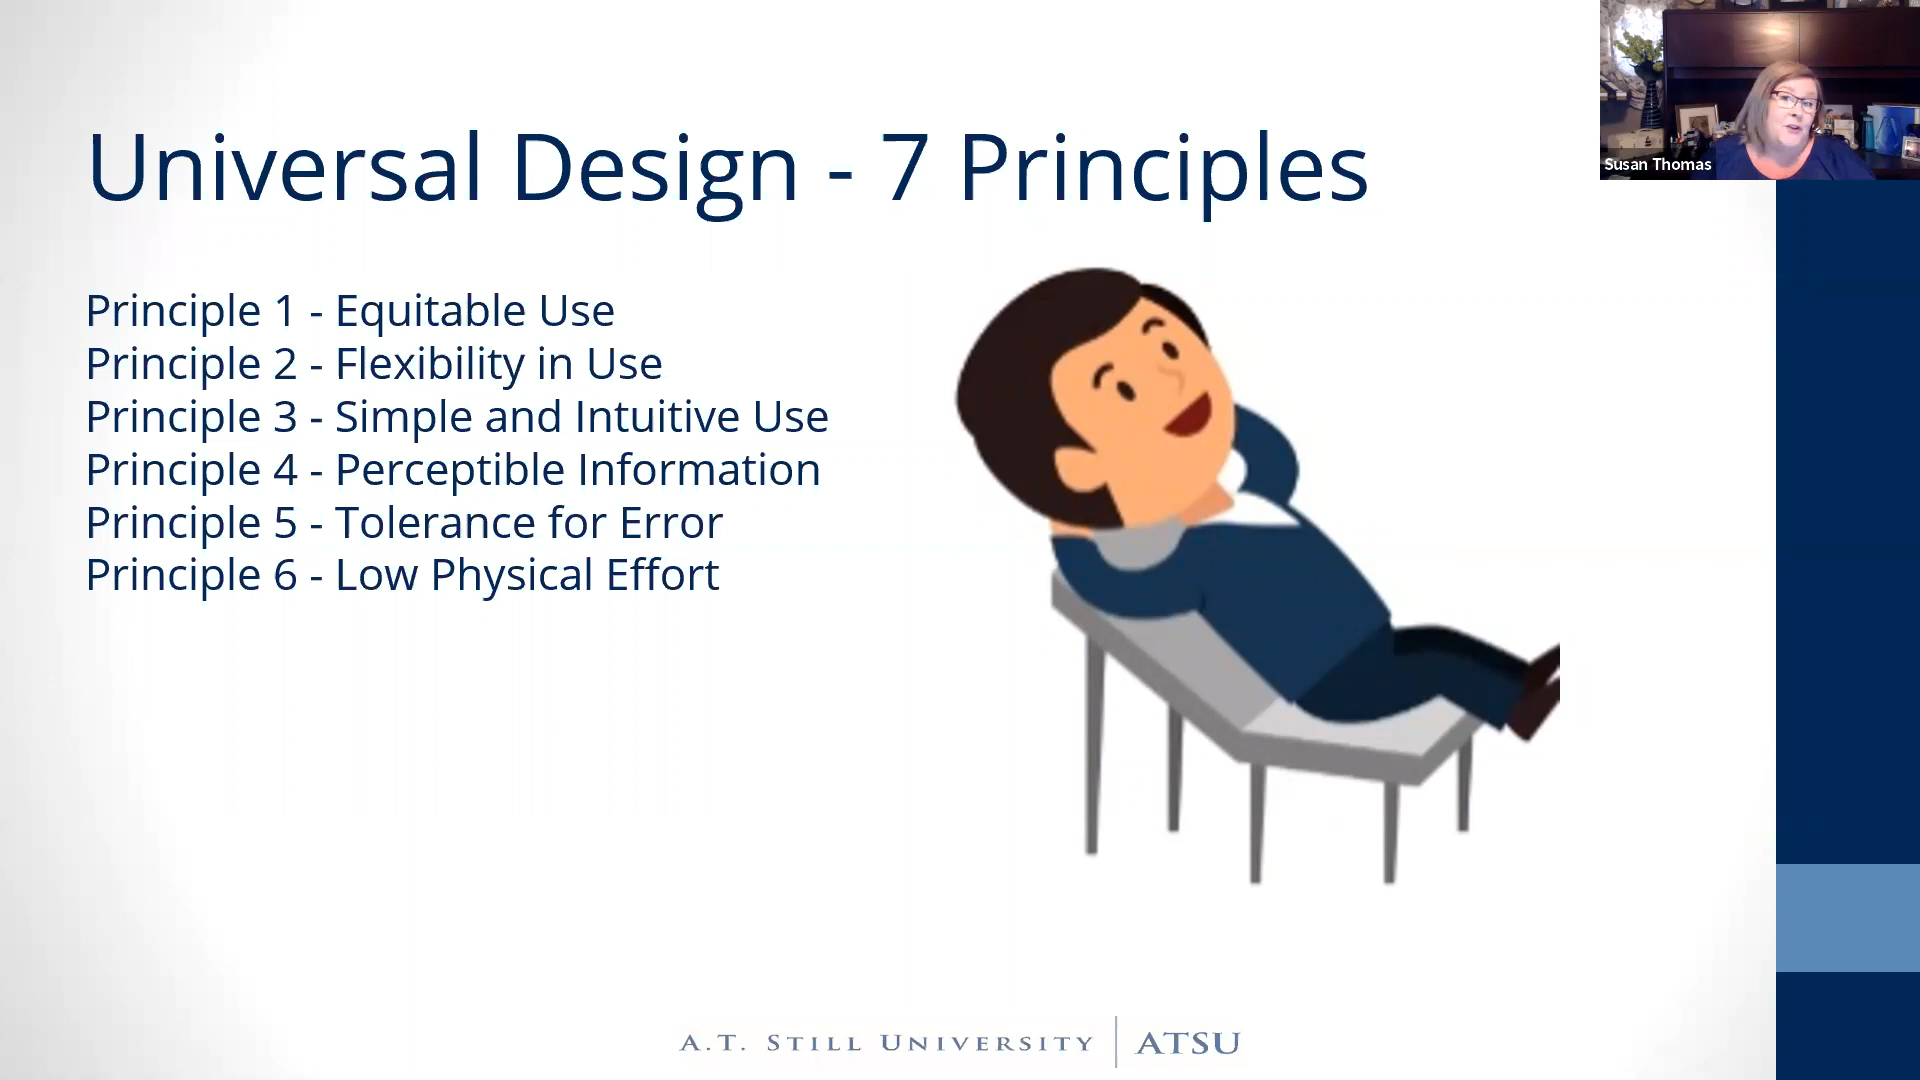 Universal Design - 7 Principles
Susan Thomas
Principle 1 - Equitable Use
Principle 2 - Flexibility in Use
Principle 3 - Simple and Intuitive Use
Principle 4 - Perceptible Information
Principle 5 - Tolerance for Error
Principle 6 - Low Physical Effort
A.T. STILL UNIVERSITY | ATSU